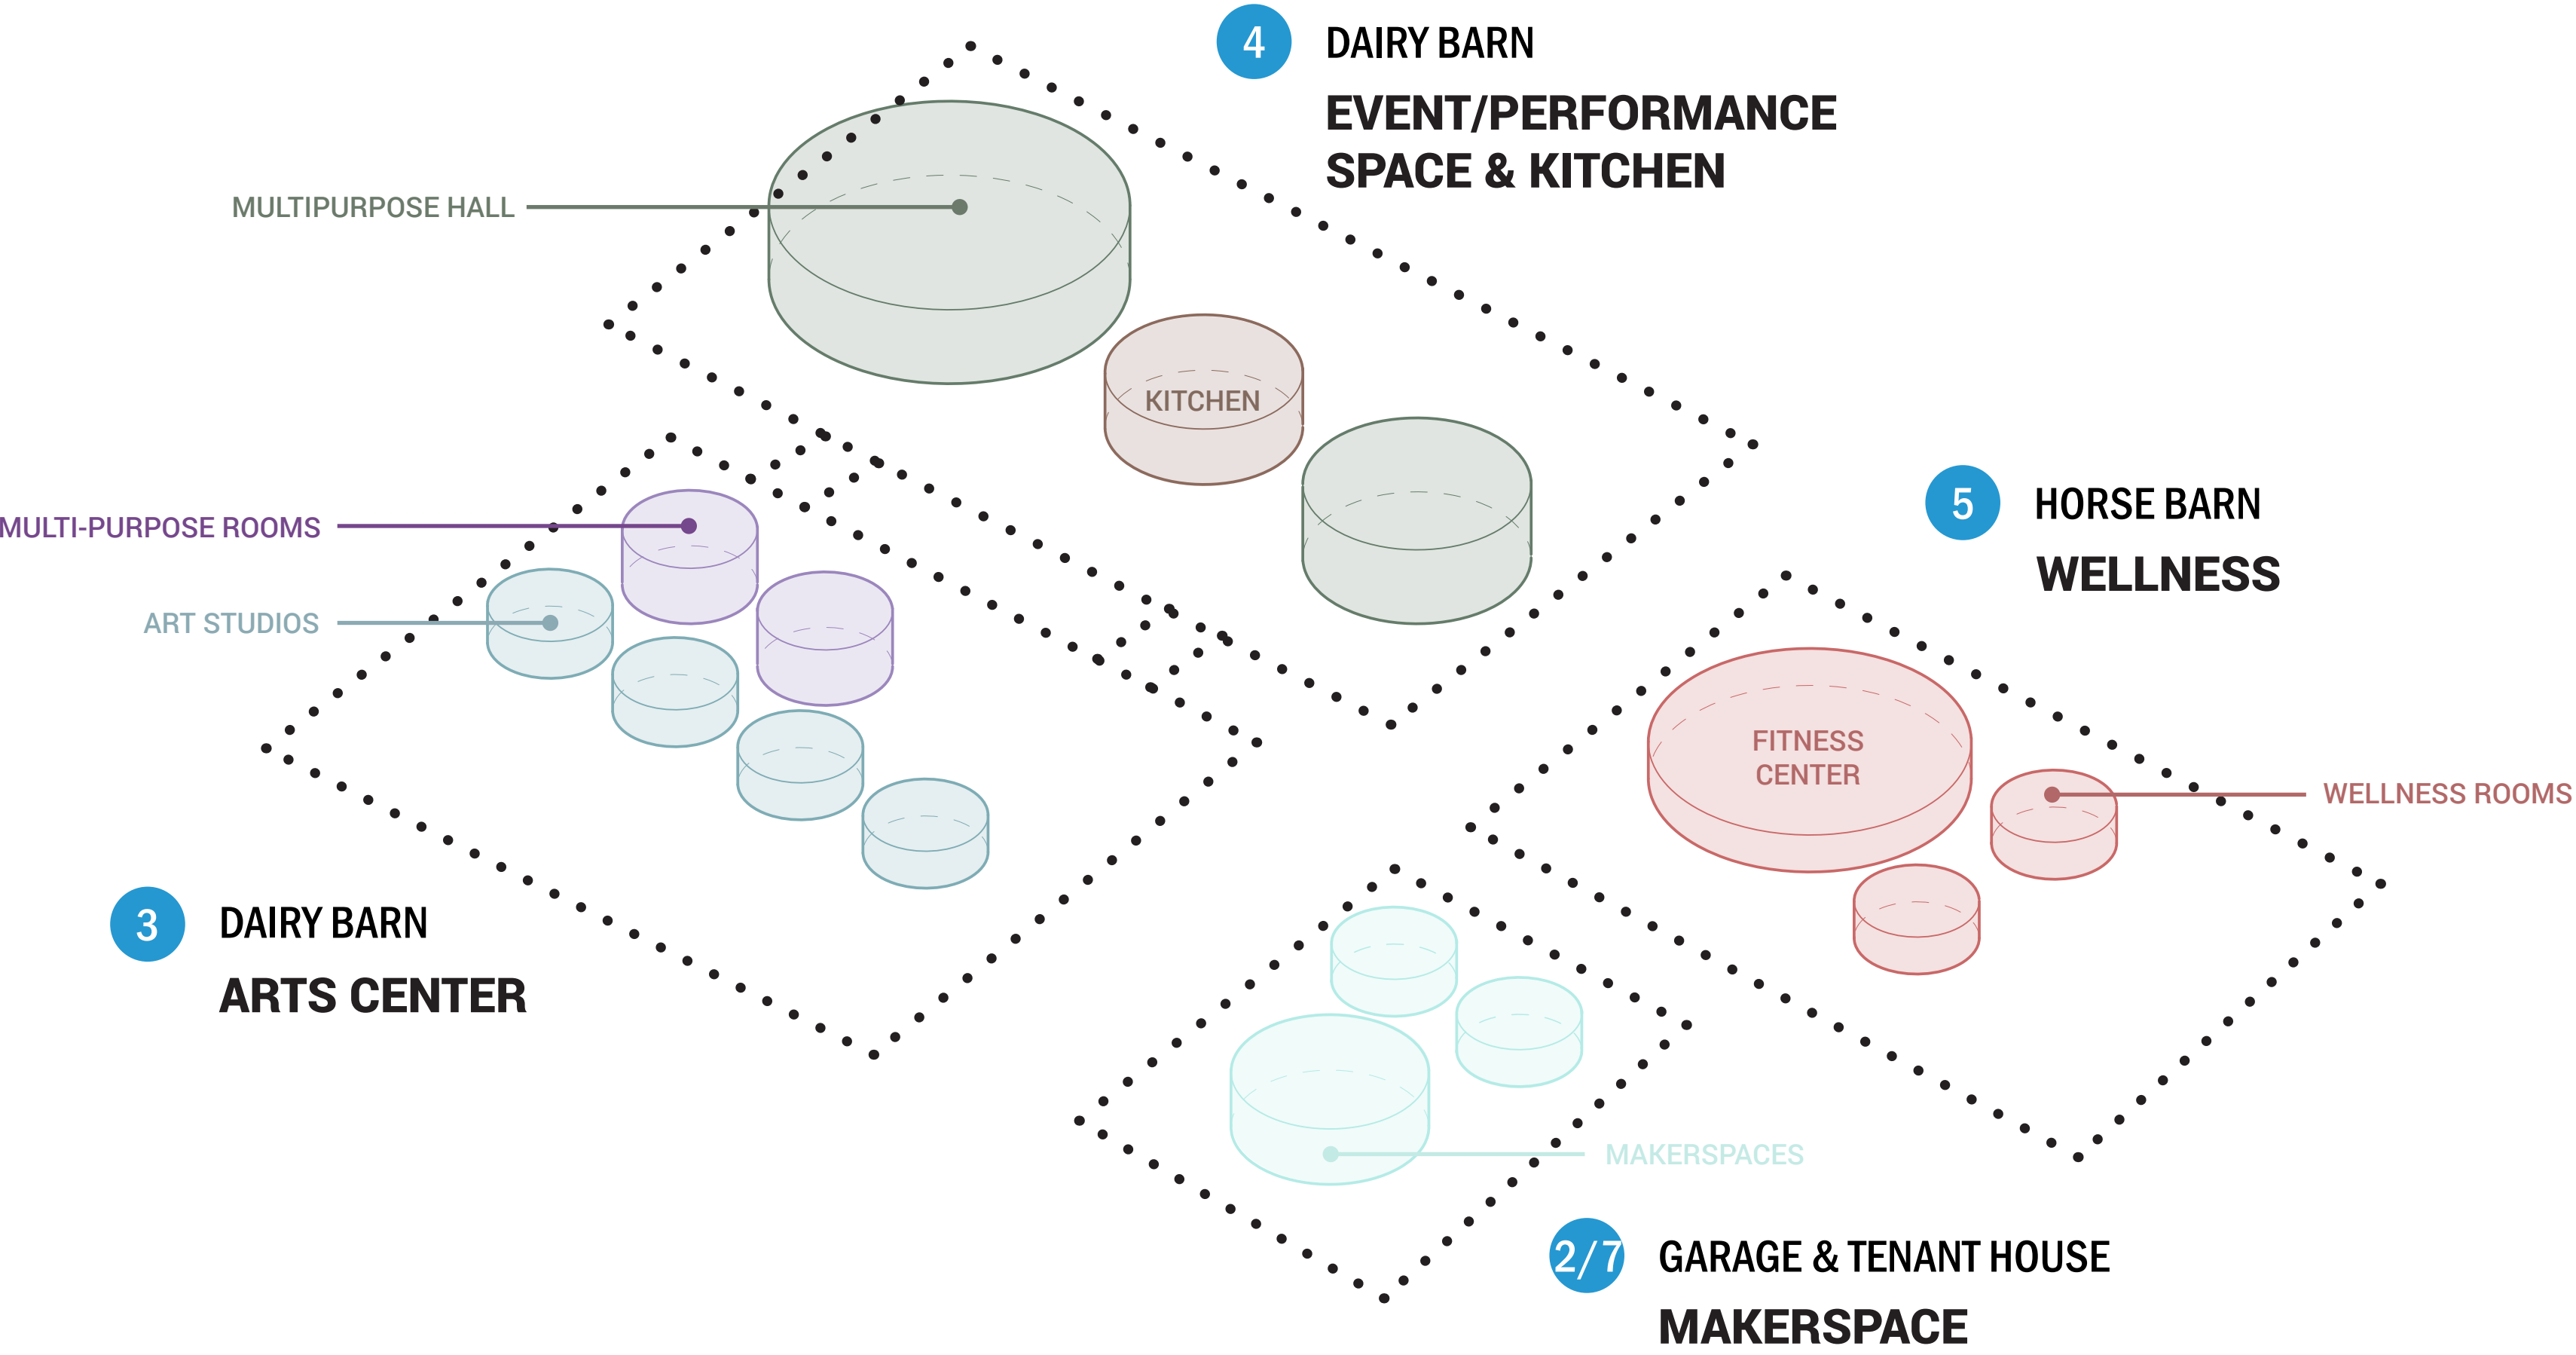 4 DAIRY BARN
EVENT/PERFORMANCE
SPACE & KITCHEN
MULTIPURPOSE HALL
KITCHEN
5 HORSE BARN
WELLNESS
MULTI-PURPOSE ROOMS
ART STUDIOS
FITNESS
CENTER
WELLNESS ROOMS
3 DAIRY BARN
ARTS CENTER
MAKERSPACES
2/7 GARAGE & TENANT HOUSE
MAKERSPACE